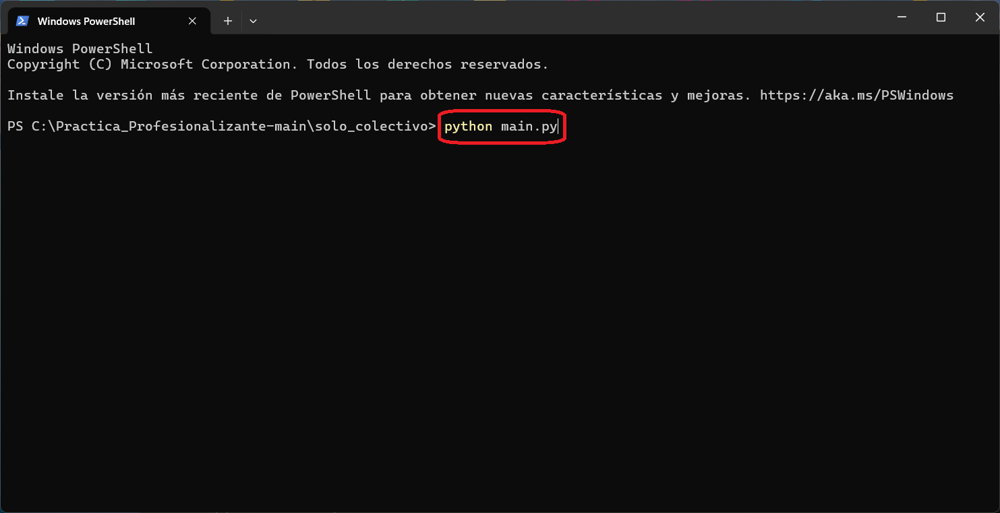 Windows PowerShell
Windows PowerShell
Copyright (C) Microsoft Corporation. Todos los derechos reservados.
Instale la versión más reciente de PowerShell para obtener nuevas características y mejoras. https://aka.ms/PSWindows
PS C:\Practica_Profesionalizante-main\solo_colectivo> python main.py